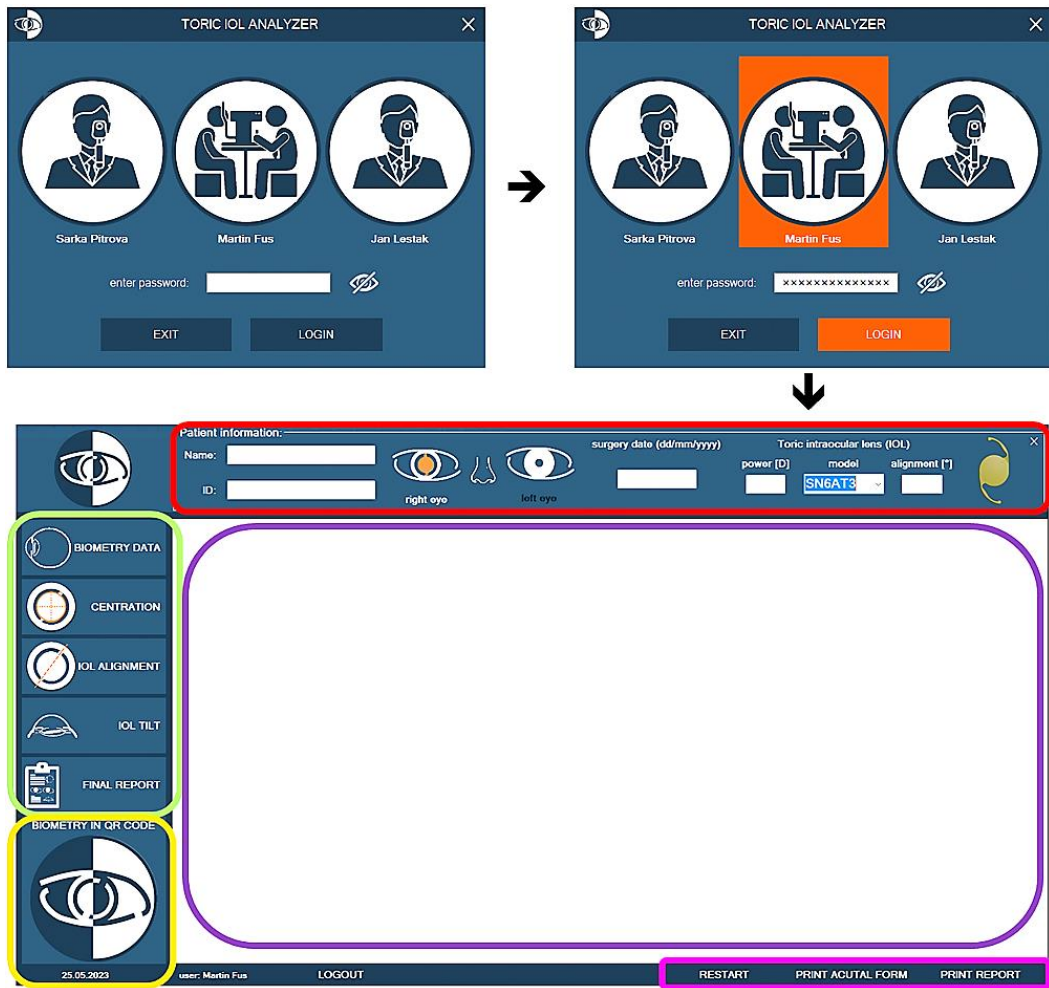 TORIC IOL ANALYZER
Sarka Pitrova
Martin Fus
Jan Lestak
enter password:
EXIT
LOGIN
TORIC IOL ANALYZER
Sarka Pitrova
Martin Fus
Jan Lestak
enter password: ××××××××××××××
EXIT
LOGIN
Patient information:
Name:
ID:
right eye
left eye
surgery date (dd/mm/yyyy)
Toric intraocular lens (IOL)
power [D]
model
alignment [°]
SN6AT3
BIOMETRY DATA
CENTRATION
IOL ALIGNMENT
IOL TILT
FINAL REPORT
BIOMETRY IN QR CODE
25.05.2023
user: Martin Fus
LOGOUT
RESTART
PRINT ACUTAL FORM
PRINT REPORT